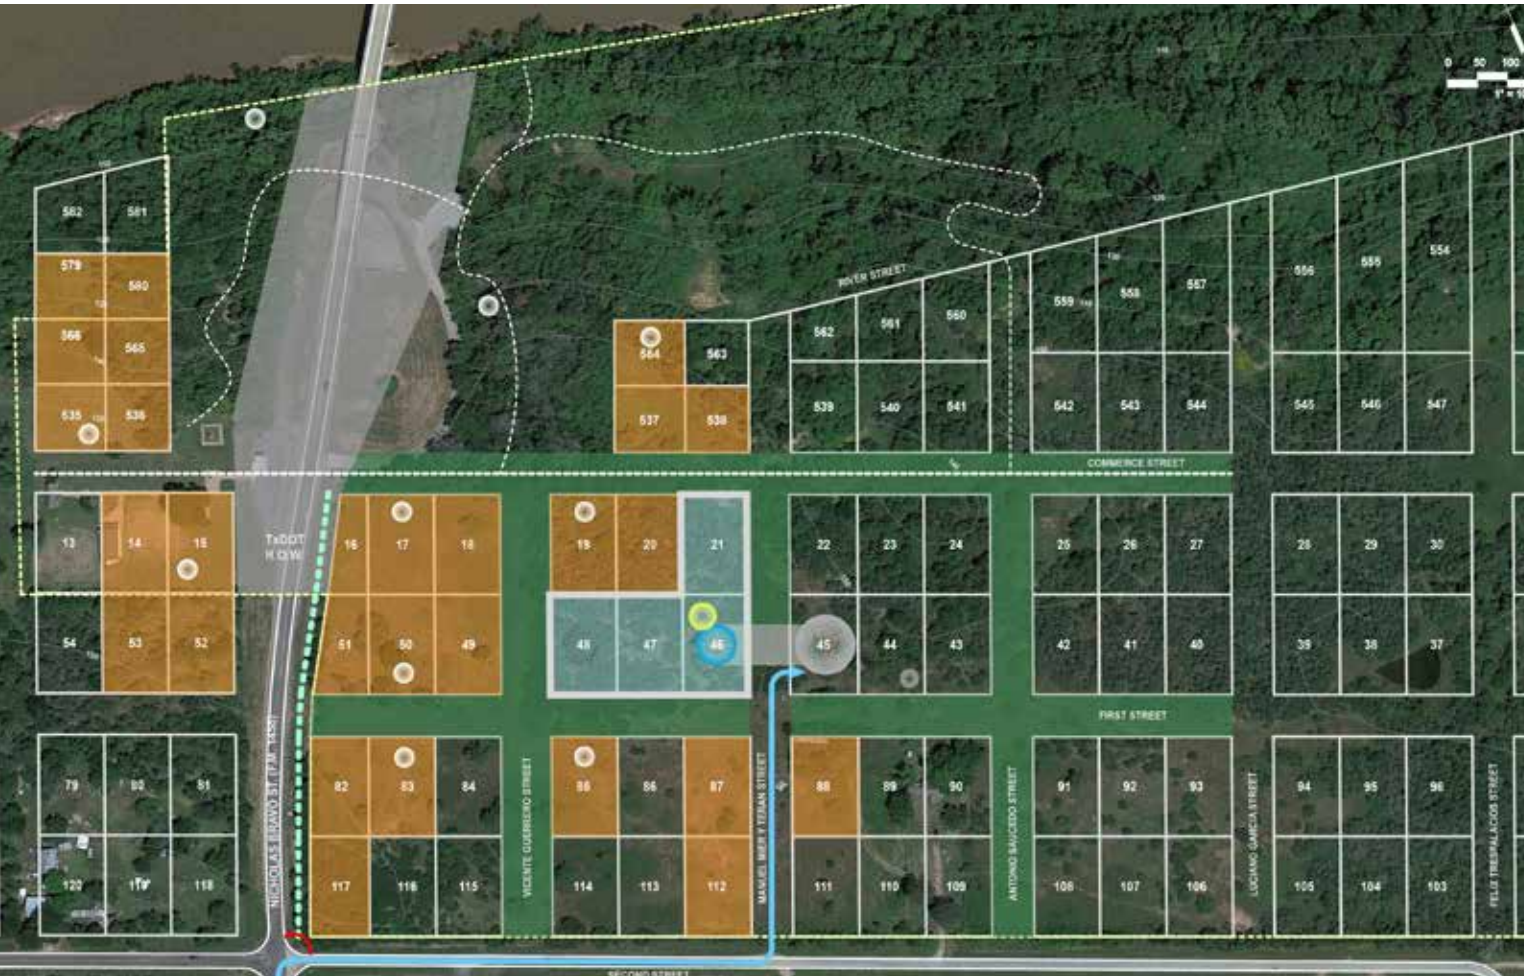 0 50 100
110
120
130
582 581
579 580
566 565
535 536
RIVER STREET
562 561 560
559 558 557
556 555 554
564 563
537 538
539 540 541
542 543 544
545 546 547
COMMERCE STREET
TxDOT
R.O.W.
13 14 15
16 17 18
19 20 21
22 23 24
25 26 27
28 29 30
54 53 52
51 50 49
48 47 46
45 44 43
42 41 40
39 38 37
FIRST STREET
79 80 81
82 83 84
85 86 87
88 89 90
91 92 93
94 95 96
120 119 118
117 116 115
114 113 112
111 110 109
108 107 106
105 104 103
NICHOLAS BRAVO ST. (F.M. 1458)
VICENTE GUERRERO STREET
MANUEL MIER Y TERAN STREET
ANTONIO SAUCEDO STREET
LUCIANO GARCIA STREET
FELIX TRESPALACIOS STREET
SECOND STREET